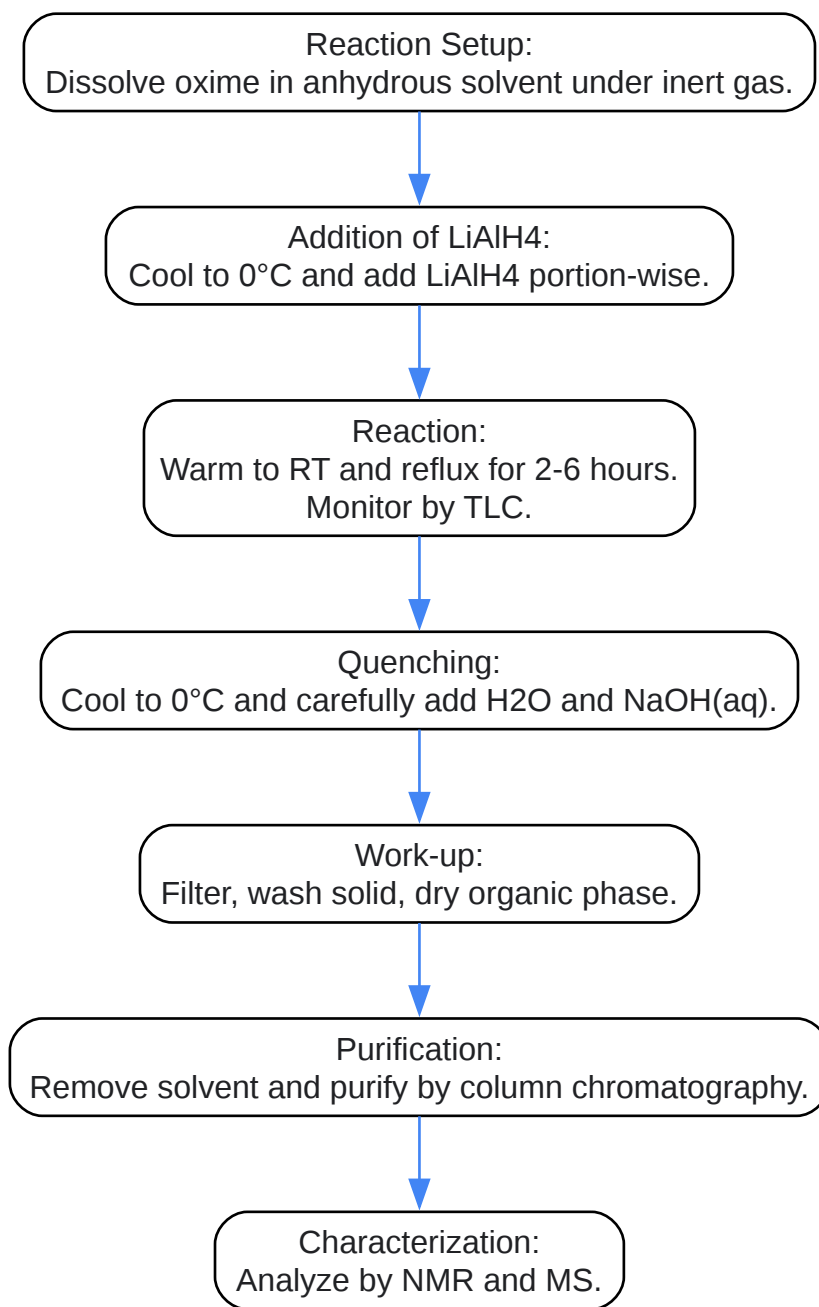 Reaction Setup:
Dissolve oxime in anhydrous solvent under inert gas.
Addition of LiAlH4:
Cool to 0°C and add LiAlH4 portion-wise.
Reaction:
Warm to RT and reflux for 2-6 hours.
Monitor by TLC.
Quenching:
Cool to 0°C and carefully add H2O and NaOH(aq).
Work-up:
Filter, wash solid, dry organic phase.
Purification:
Remove solvent and purify by column chromatography.
Characterization:
Analyze by NMR and MS.